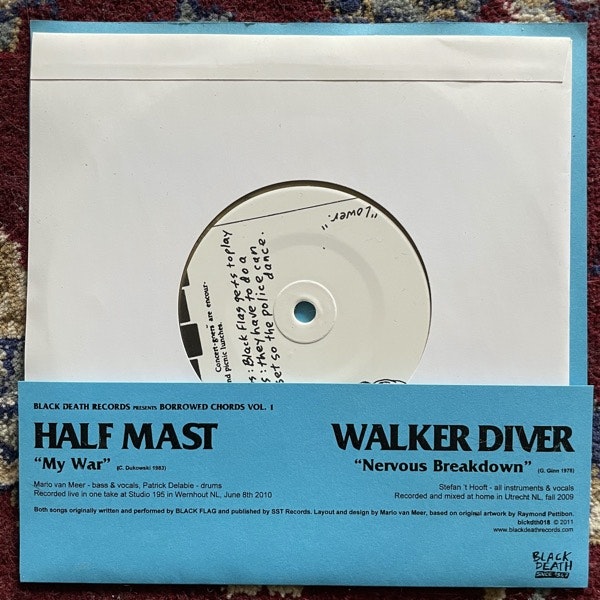 "Lower."
Concert-goers are encour-
nd picnic lunches.
s: Black Flag gets to play
s: they have to do a
set so the police can
dance.
BLACK DEATH RECORDS PRESENTS BORROWED CHORDS VOL. 1
HALF MAST
"My War" (C. Dukowski 1983)
Mario van Meer - bass & vocals, Patrick Delabie - drums
Recorded live in one take at Studio 195 in Wernhout NL, June 8th 2010
WALKER DIVER
"Nervous Breakdown" (G. Ginn 1978)
Stefan 't Hooft - all instruments & vocals
Recorded and mixed at home in Utrecht NL, fall 2009
Both songs originally written and performed by BLACK FLAG and published by SST Records. Layout and design by Mario van Meer, based on original artwork by Raymond Pettibon.
blckdth018 © 2011
www.blackdeathrecords.com
BLACK
DEATH